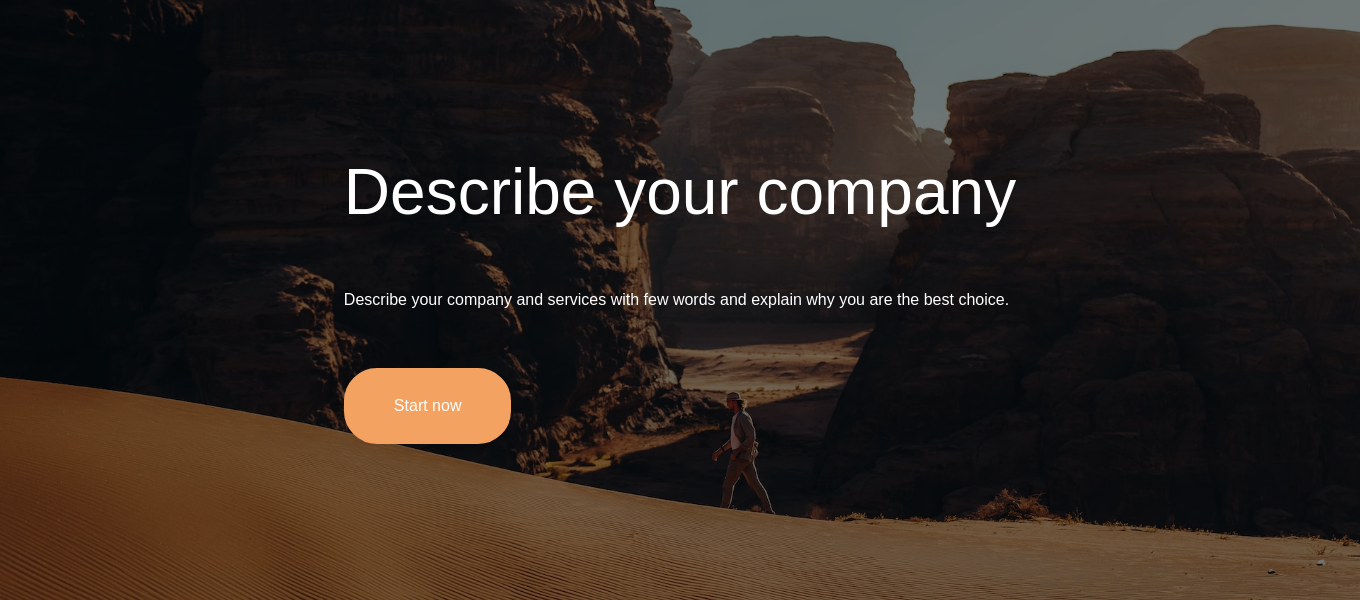 Describe your company
Describe your company and services with few words and explain why you are the best choice.
Start now